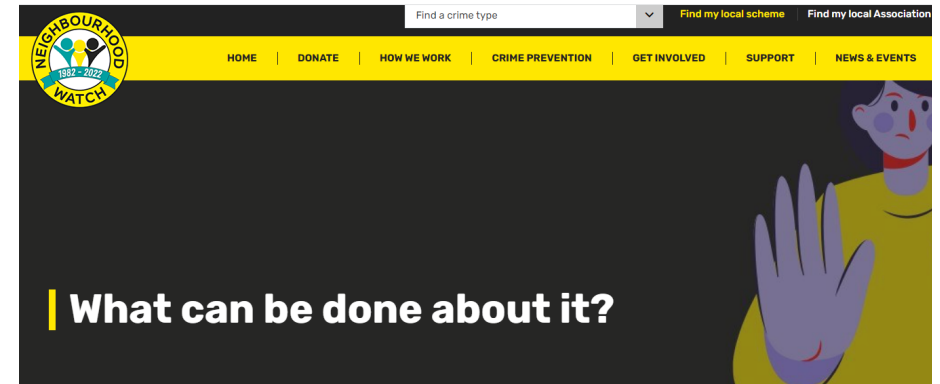 Find a crime type
Find my local scheme
Find my local Association
NEIGHBOURHOOD
1982 - 2022
WATCH
HOME
DONATE
HOW WE WORK
CRIME PREVENTION
GET INVOLVED
SUPPORT
NEWS & EVENTS
What can be done about it?